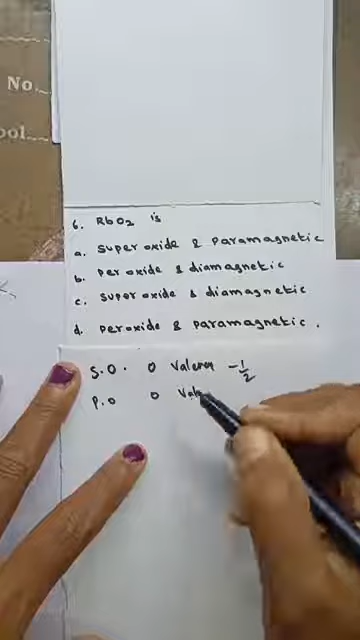 No
ool
6. RbO2 is
a. Super oxide & Paramagnetic
b. Per oxide & diamagnetic
c. Super oxide & diamagnetic
d. Peroxide & paramagnetic.
S.O. O Valency -1/2
P.O O Val